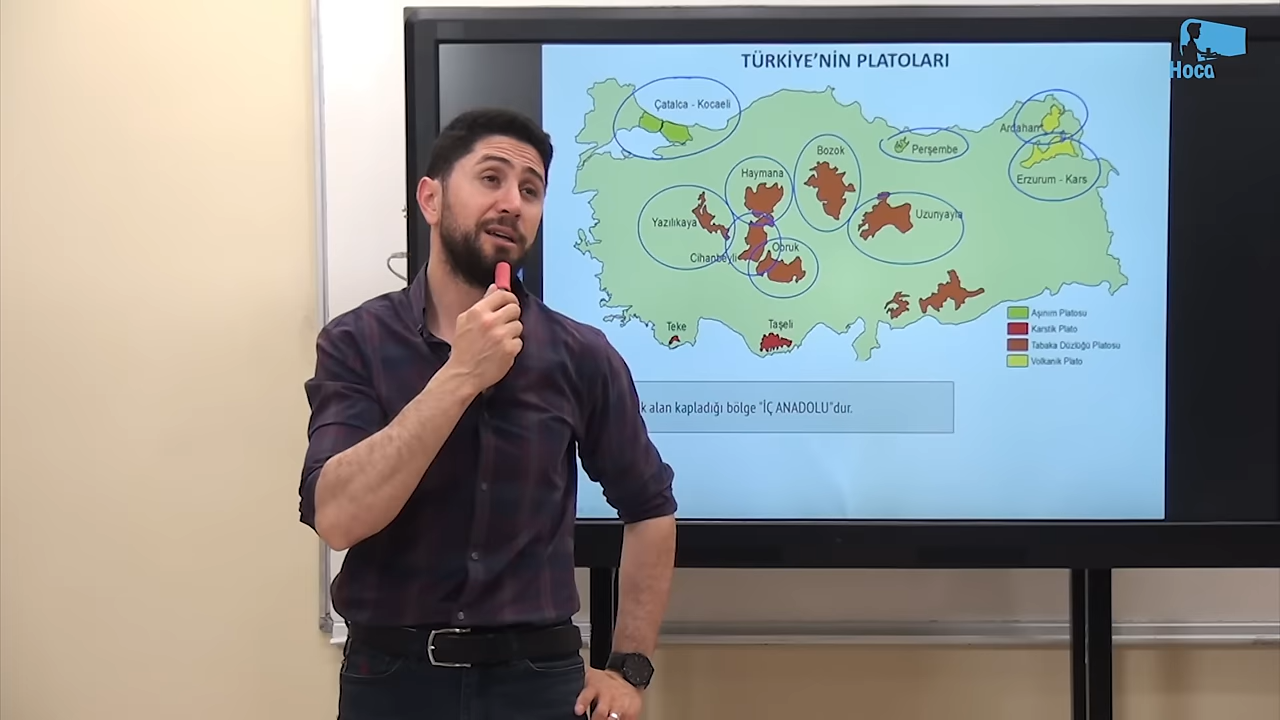 Hoca
TÜRKİYE'NİN PLATOLARI
Çatalca - Kocaeli
Ardahan
Perşembe
Bozok
Haymana
Erzurum - Kars
Yazılıkaya
Uzunyayla
Obruk
Cihanbeyli
Teke
Taşeli
Aşınım Platosu
Karstik Plato
Tabaka Düzlüğü Platosu
Volkanik Plato
alan kapladığı bölge "İÇ ANADOLU"dur.